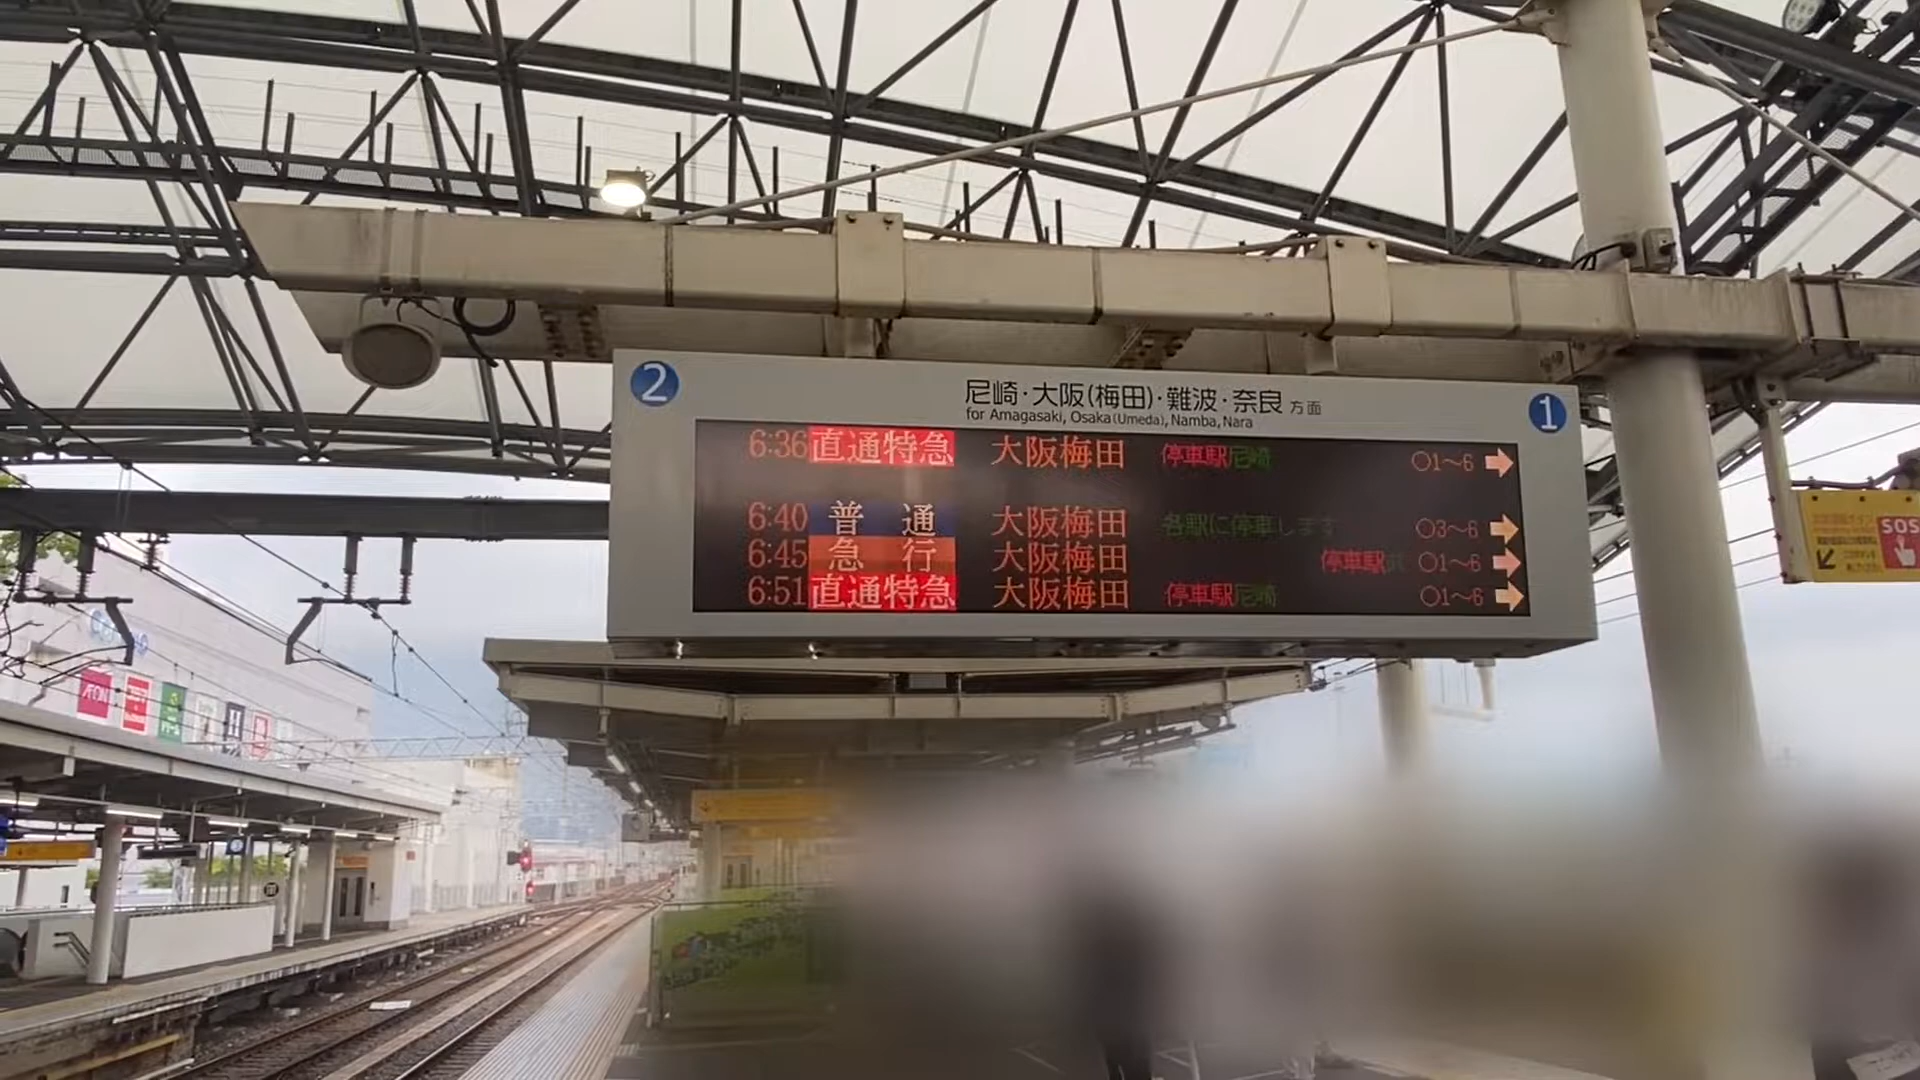 2
尼崎・大阪(梅田)・難波・奈良 方面
for Amagasaki, Osaka(Umeda), Namba, Nara
1
6:36 直通特急 大阪梅田 停車駅尼崎 ○1～6
6:40 普通 大阪梅田 各駅に停車します ○3～6
6:45 急行 大阪梅田 停車駅 ○1～6
6:51 直通特急 大阪梅田 停車駅尼崎 ○1～6
SOS
AEON